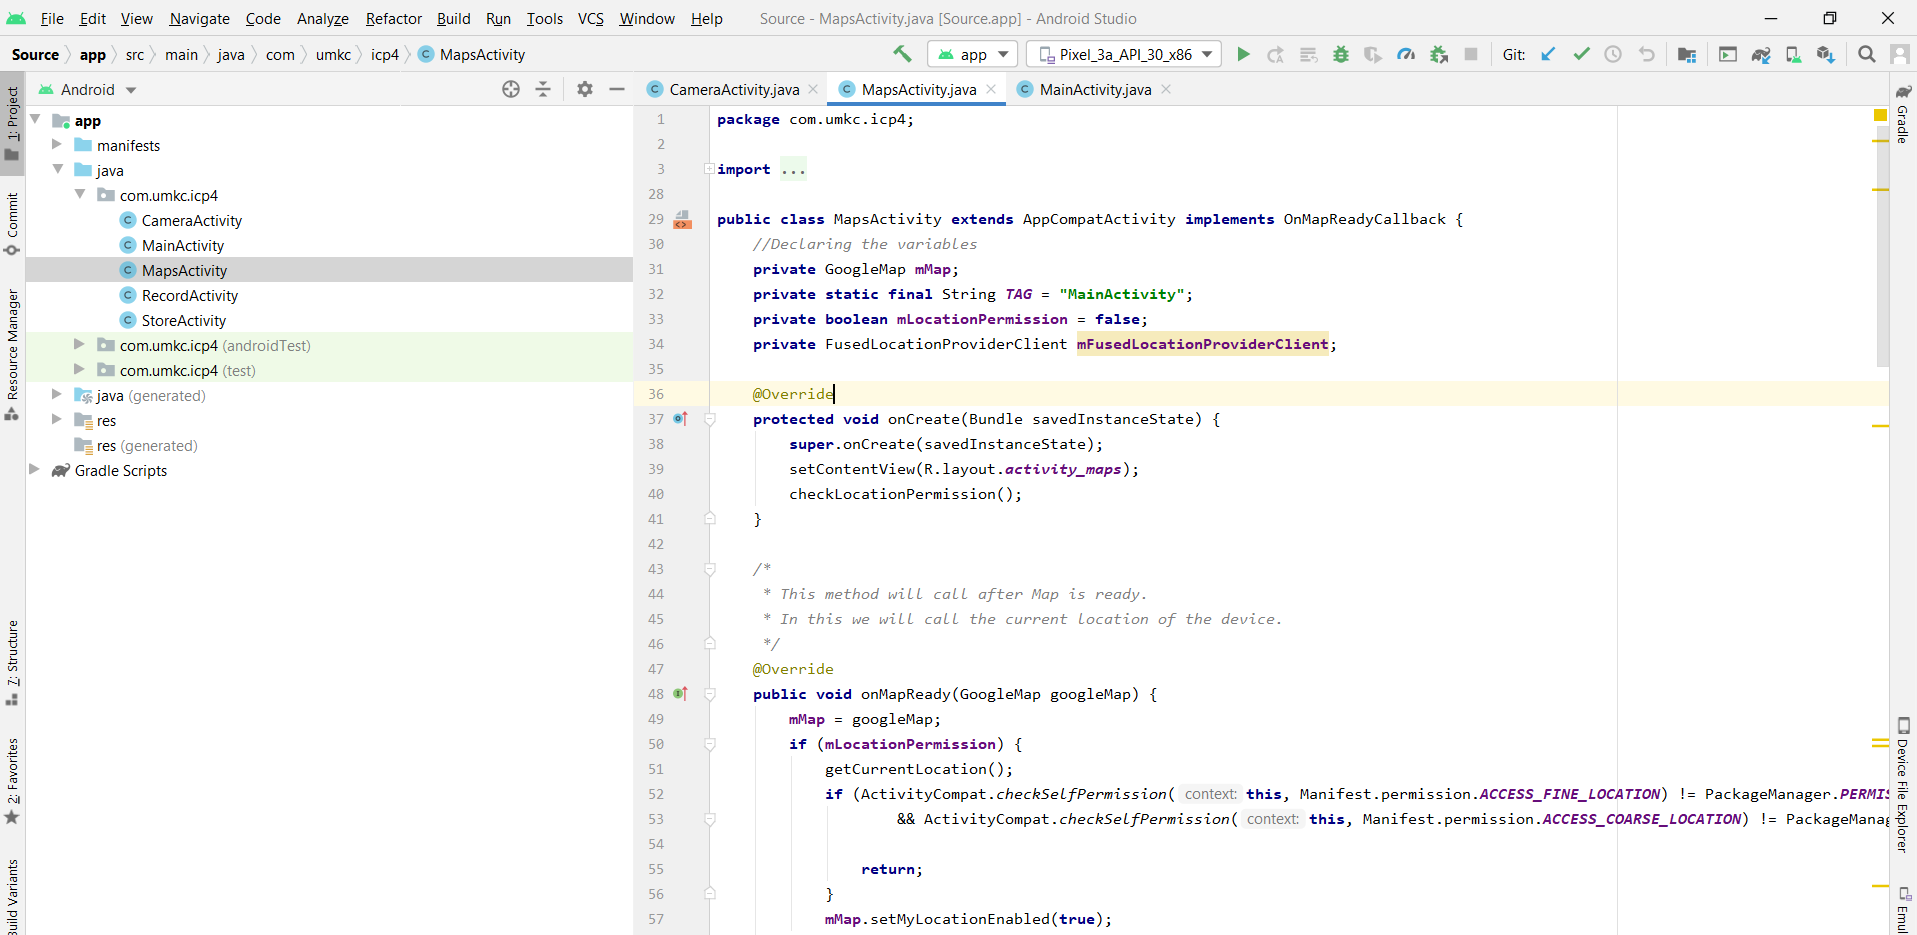 File Edit View Navigate Code Analyze Refactor Build Run Tools VCS Window Help Source - MapsActivity.java [Source.app] - Android Studio
Source app src main java com umkc icp4 C MapsActivity app Pixel_3a_API_30_x86 Git:
Android C CameraActivity.java C MapsActivity.java C MainActivity.java
1: Project
Commit
Resource Manager
7: Structure
2: Favorites
Build Variants
app
manifests
java
com.umkc.icp4
C CameraActivity
C MainActivity
C MapsActivity
C RecordActivity
C StoreActivity
com.umkc.icp4 (androidTest)
com.umkc.icp4 (test)
java (generated)
res
res (generated)
Gradle Scripts
1 package com.umkc.icp4;
2
3 import ...
28
29 public class MapsActivity extends AppCompatActivity implements OnMapReadyCallback {
30 //Declaring the variables
31 private GoogleMap mMap;
32 private static final String TAG = "MainActivity";
33 private boolean mLocationPermission = false;
34 private FusedLocationProviderClient mFusedLocationProviderClient;
35
36 @Override
37 protected void onCreate(Bundle savedInstanceState) {
38 super.onCreate(savedInstanceState);
39 setContentView(R.layout.activity_maps);
40 checkLocationPermission();
41 }
42
43 /*
44 * This method will call after Map is ready.
45 * In this we will call the current location of the device.
46 */
47 @Override
48 public void onMapReady(GoogleMap googleMap) {
49 mMap = googleMap;
50 if (mLocationPermission) {
51 getCurrentLocation();
52 if (ActivityCompat.checkSelfPermission( context: this, Manifest.permission.ACCESS_FINE_LOCATION) != PackageManager.PERMIS
53 && ActivityCompat.checkSelfPermission( context: this, Manifest.permission.ACCESS_COARSE_LOCATION) != PackageManag
54
55 return;
56 }
57 mMap.setMyLocationEnabled(true);
Gradle
Device File Explorer
Emul